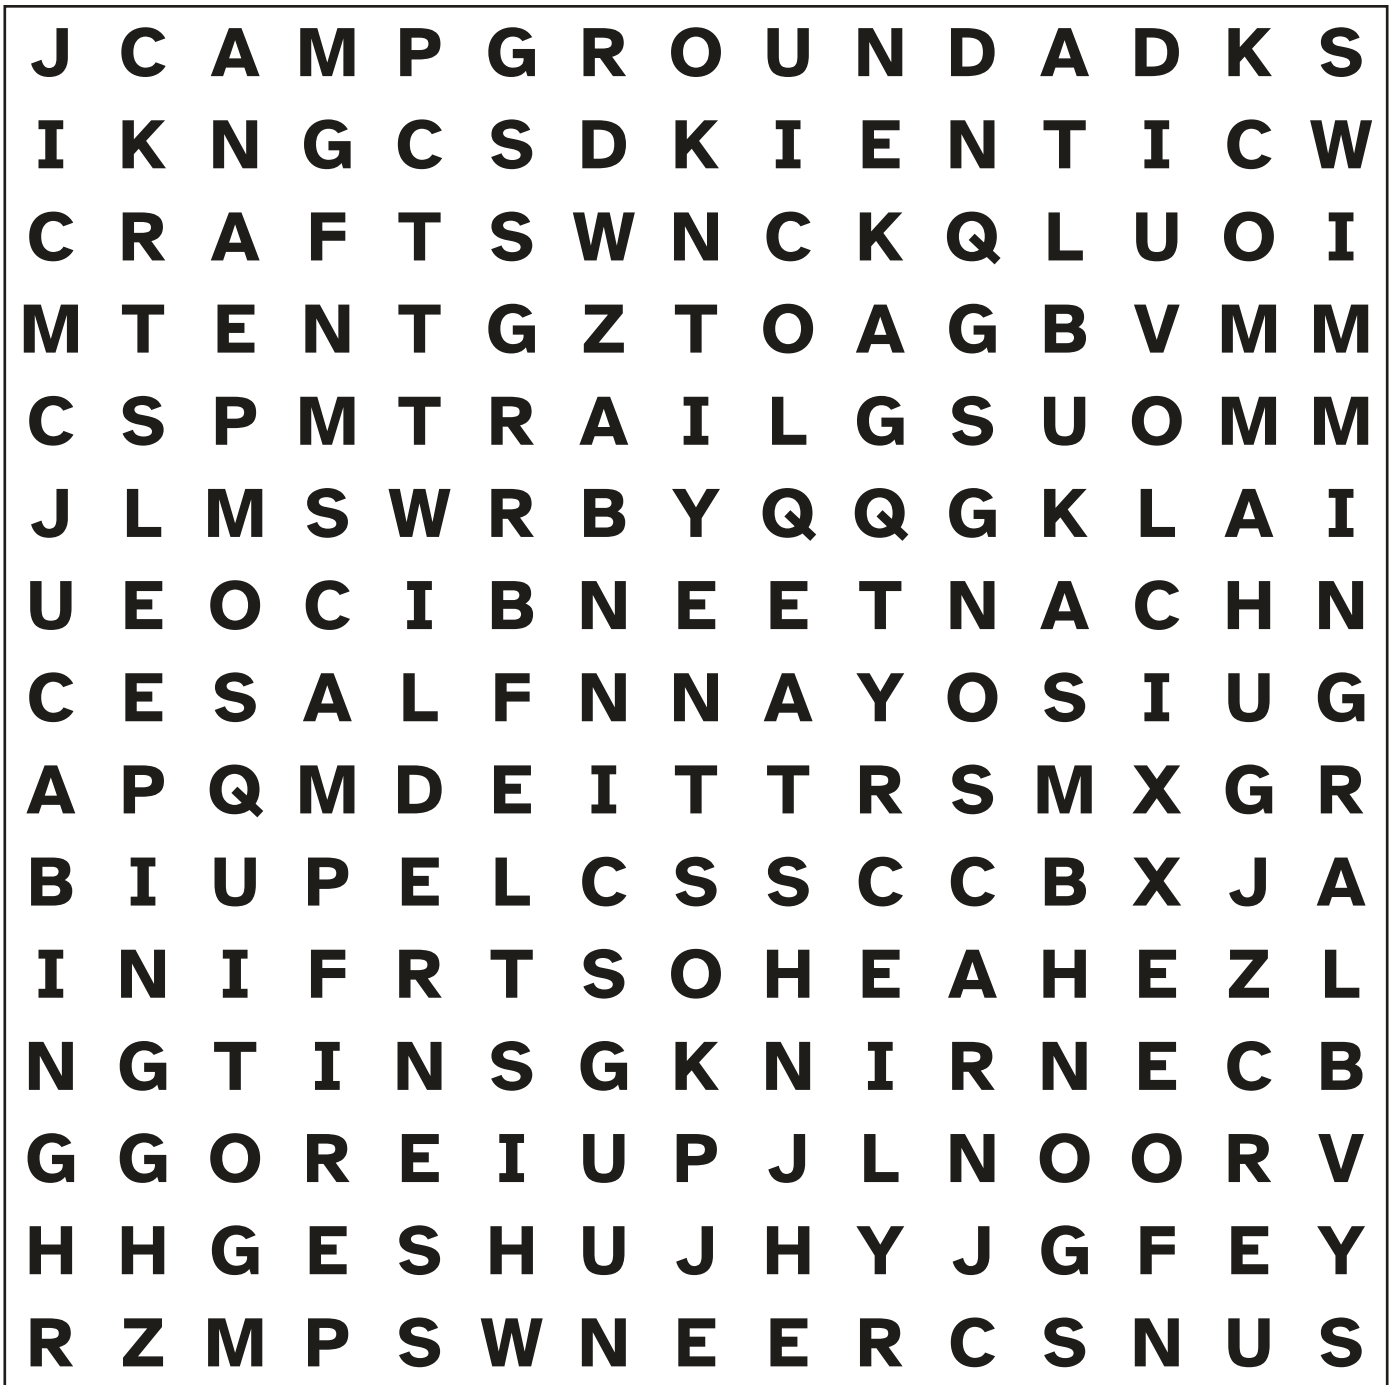 J C A M P G R O U N D A D K S
I K N G C S D K I E N T I C W
C R A F T S W N C K Q L U O I
M T E N T G Z T O A G B V M M
C S P M T R A I L G S U O M M
J L M S W R B Y Q Q G K L A I
U E O C I B N E E T N A C H N
C E S A L F N N A Y O S I U G
A P Q M D E I T T R S M X G R
B I U P E L C S S C C B X J A
I N I F R T S O H E A H E Z L
N G T I N S G K N I R N E C B
G G O R E I U P J L N O O R V
H H G E S H U J H Y J G F E Y
R Z M P S W N E E R C S N U S